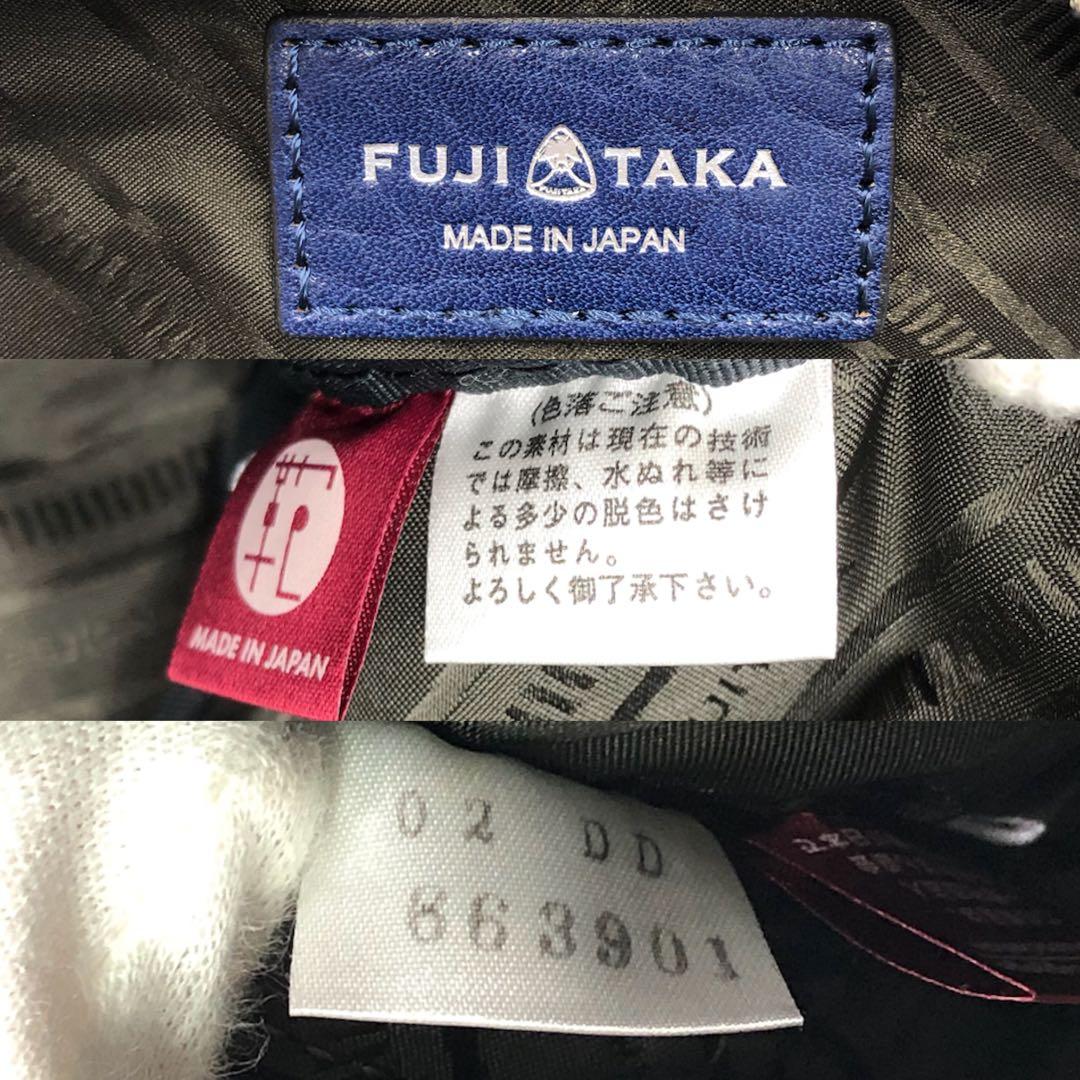 FUJI TAKA
FUJITAKA
MADE IN JAPAN
(色落ご注意)
この素材は現在の技術
では摩擦、水ぬれ等に
よる多少の脱色はさけ
られません。
よろしく御了承下さい。
MADE IN JAPAN
02 DD
663901